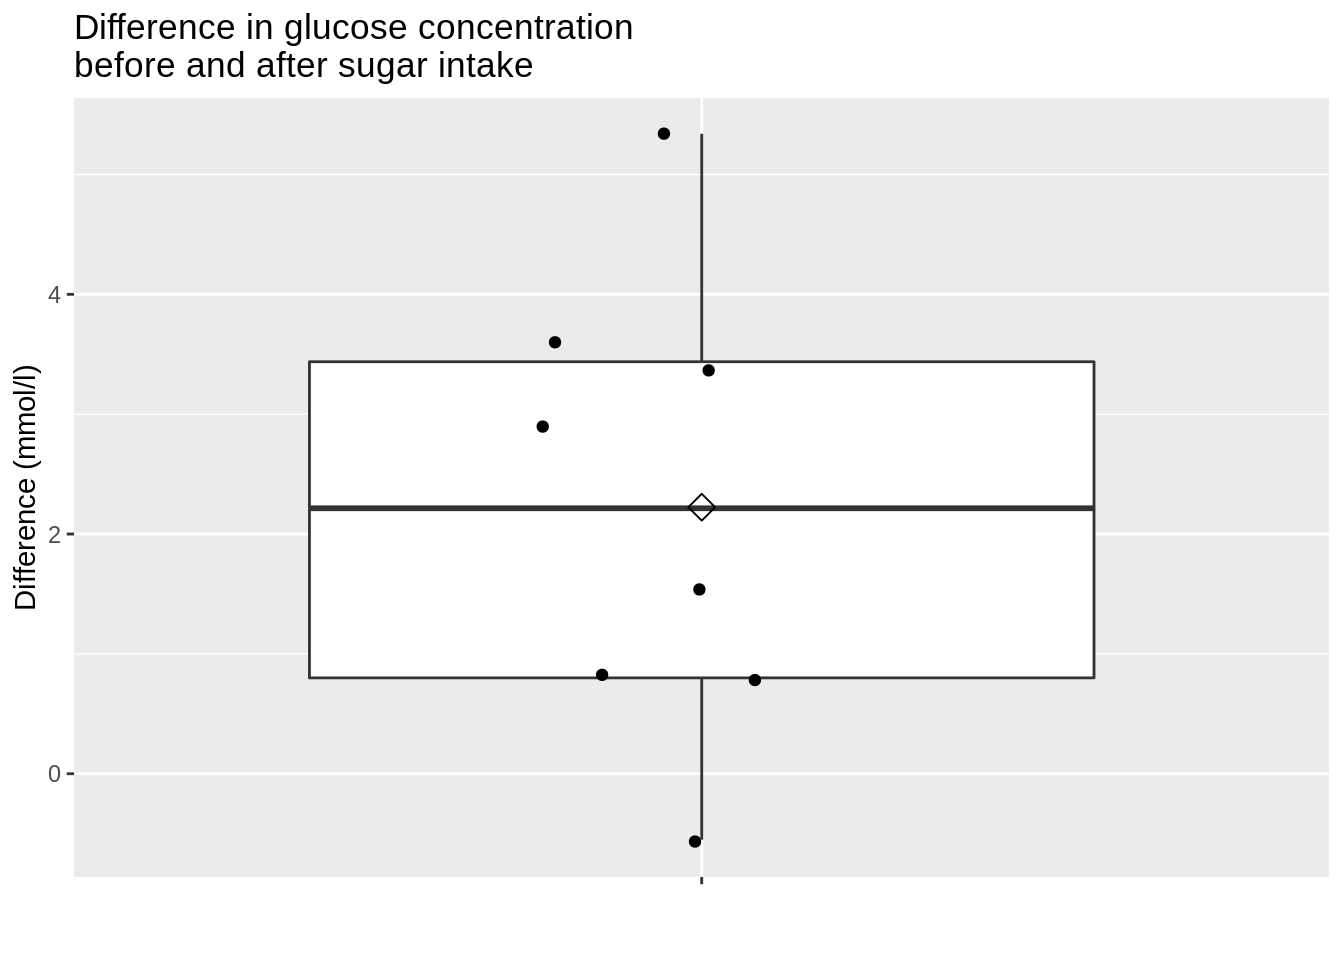 Difference in glucose concentration
before and after sugar intake
Difference (mmol/l)
4
2
0